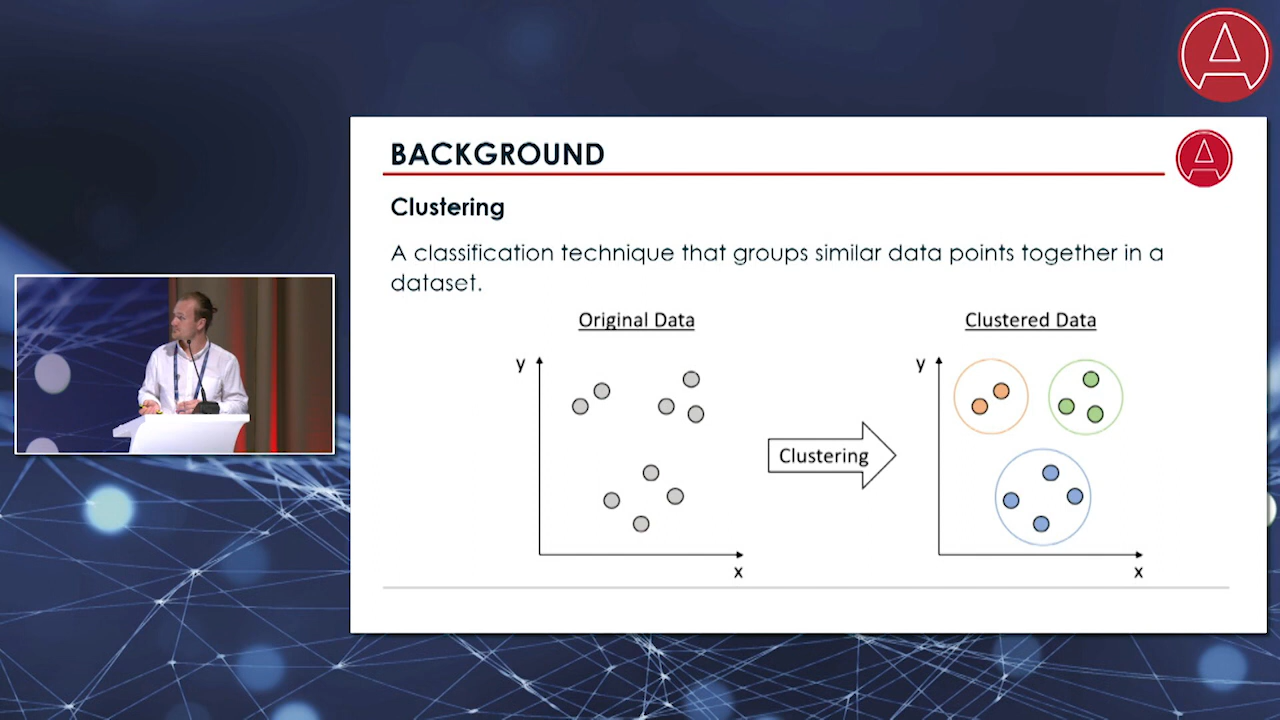 BACKGROUND
Clustering
A classification technique that groups similar data points together in a
dataset.
Original Data
Clustered Data
y
y
Clustering
x
x